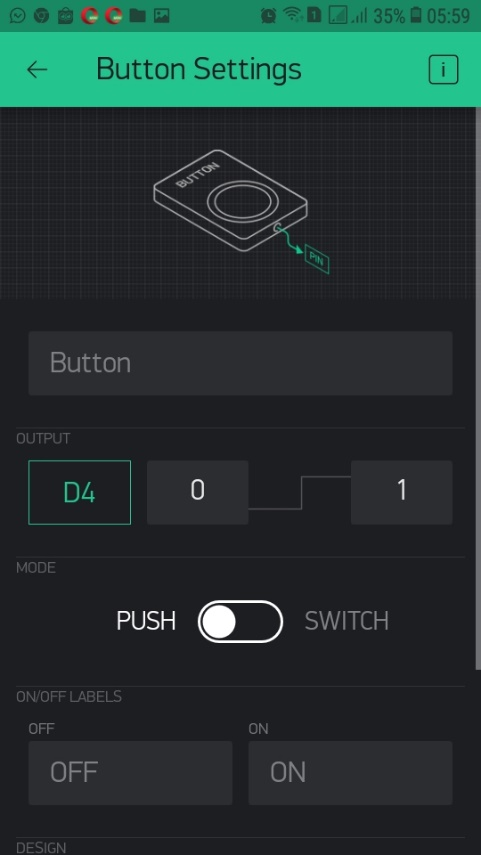 1 35% 05:59
Button Settings
i
BUTTON
PIN
Button
OUTPUT
D4 0 1
MODE
PUSH SWITCH
ON/OFF LABELS
OFF ON
OFF ON
DESIGN